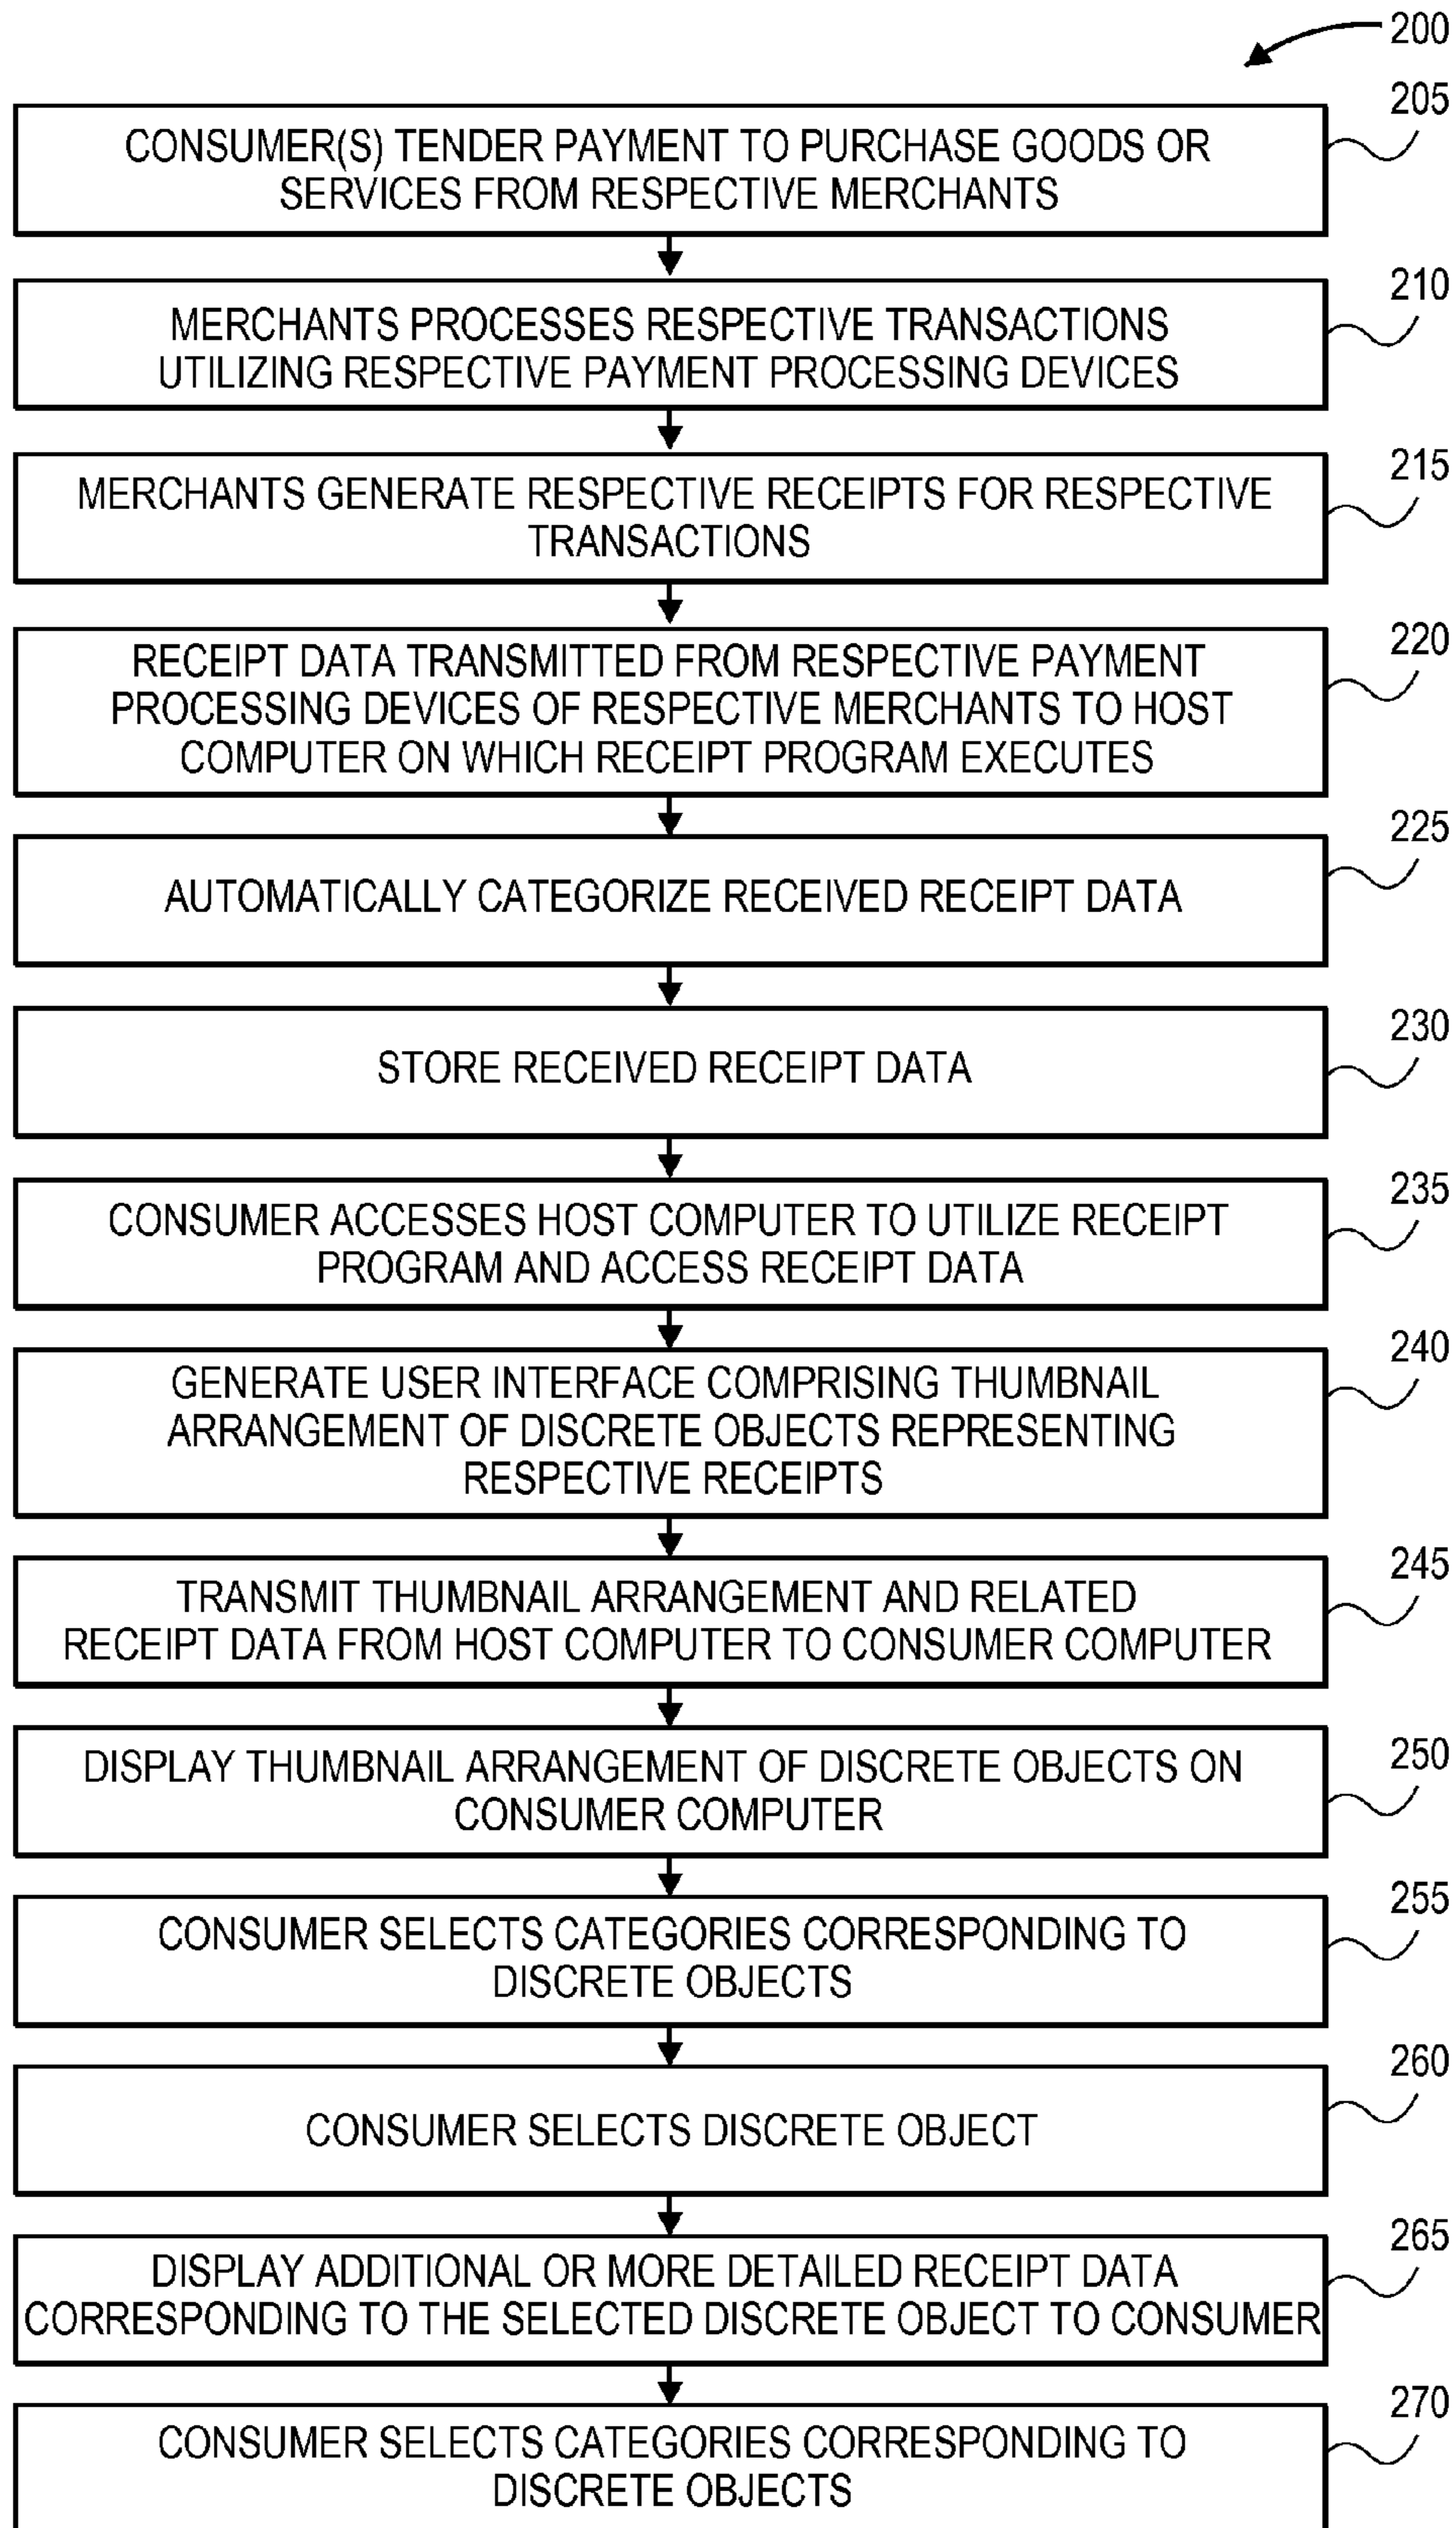 200
205
CONSUMER(S) TENDER PAYMENT TO PURCHASE GOODS OR
SERVICES FROM RESPECTIVE MERCHANTS
210
MERCHANTS PROCESSES RESPECTIVE TRANSACTIONS
UTILIZING RESPECTIVE PAYMENT PROCESSING DEVICES
215
MERCHANTS GENERATE RESPECTIVE RECEIPTS FOR RESPECTIVE
TRANSACTIONS
220
RECEIPT DATA TRANSMITTED FROM RESPECTIVE PAYMENT
PROCESSING DEVICES OF RESPECTIVE MERCHANTS TO HOST
COMPUTER ON WHICH RECEIPT PROGRAM EXECUTES
225
AUTOMATICALLY CATEGORIZE RECEIVED RECEIPT DATA
230
STORE RECEIVED RECEIPT DATA
235
CONSUMER ACCESSES HOST COMPUTER TO UTILIZE RECEIPT
PROGRAM AND ACCESS RECEIPT DATA
240
GENERATE USER INTERFACE COMPRISING THUMBNAIL
ARRANGEMENT OF DISCRETE OBJECTS REPRESENTING
RESPECTIVE RECEIPTS
245
TRANSMIT THUMBNAIL ARRANGEMENT AND RELATED
RECEIPT DATA FROM HOST COMPUTER TO CONSUMER COMPUTER
250
DISPLAY THUMBNAIL ARRANGEMENT OF DISCRETE OBJECTS ON
CONSUMER COMPUTER
255
CONSUMER SELECTS CATEGORIES CORRESPONDING TO
DISCRETE OBJECTS
260
CONSUMER SELECTS DISCRETE OBJECT
265
DISPLAY ADDITIONAL OR MORE DETAILED RECEIPT DATA
CORRESPONDING TO THE SELECTED DISCRETE OBJECT TO CONSUMER
270
CONSUMER SELECTS CATEGORIES CORRESPONDING TO
DISCRETE OBJECTS